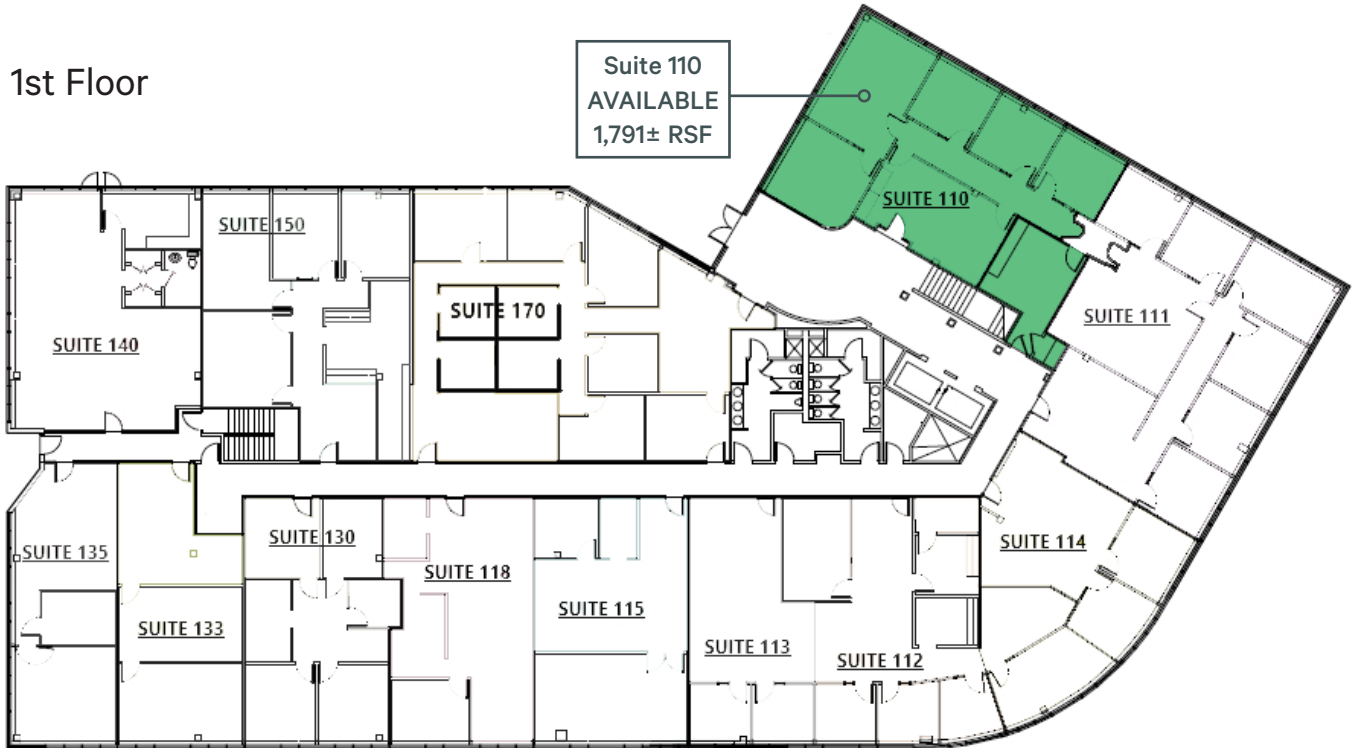 1st Floor
Suite 110
AVAILABLE
1,791± RSF
SUITE 110
SUITE 150
SUITE 170
SUITE 111
SUITE 140
SUITE 130
SUITE 114
SUITE 135
SUITE 118
SUITE 115
SUITE 133
SUITE 113
SUITE 112